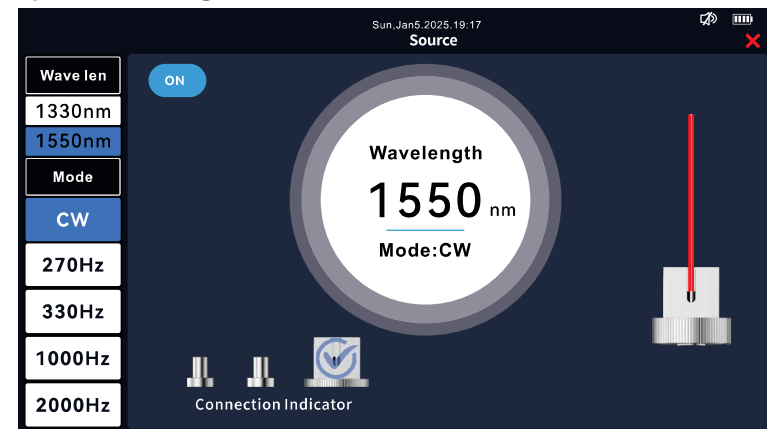 Sun,Jan5.2025.19:17
Source
Wave len
1330nm
1550nm
Mode
CW
270Hz
330Hz
1000Hz
2000Hz
ON
Wavelength
1550 nm
Mode:CW
Connection Indicator